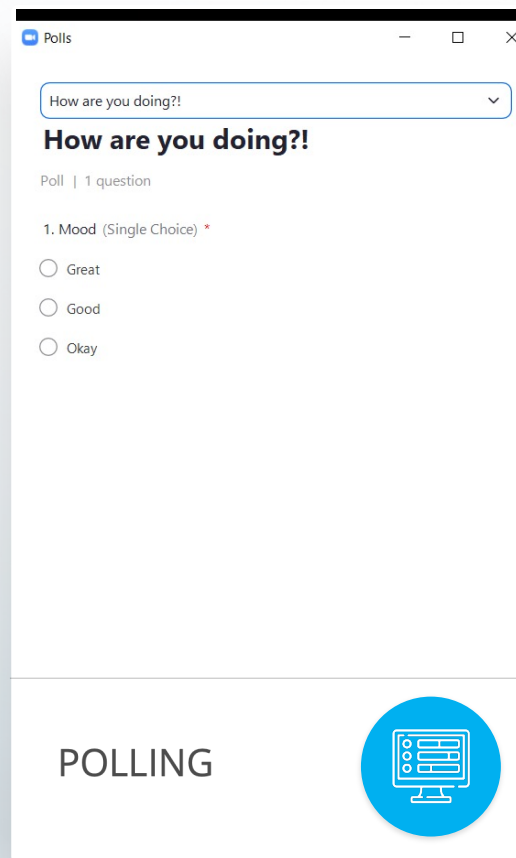 Polls
How are you doing?!
How are you doing?!
Poll | 1 question
1. Mood (Single Choice) *
Great
Good
Okay
POLLING